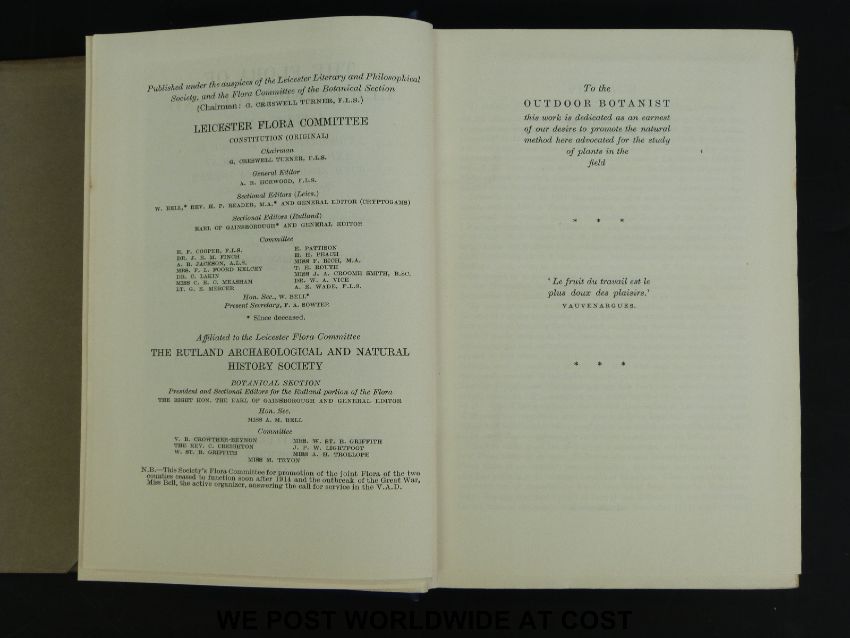 Published under the auspices of the Leicester Literary and Philosophical
Society, and the Flora Committee of the Botanical Section
(Chairman: G. CRESWELL TURNER, F.L.S.)
LEICESTER FLORA COMMITTEE
CONSTITUTION (ORIGINAL)
Chairman
G. CRESWELL TURNER, F.L.S.
General Editor
A. R. HORWOOD, F.L.S.
Sectional Editors (Leics.)
W. BELL,* REV. H. P. READER, M.A.* AND GENERAL EDITOR (CRYPTOGAMS)
Sectional Editors (Rutland)
EARL OF GAINSBOROUGH* AND GENERAL EDITOR
Committee
E. F. COOPER, F.L.S.
DR. J. E. M. FINCH
A. B. JACKSON, A.L.S.
MRS. F. L. FOORD KELCEY
DR. C. LAKIN
MISS C. E. C. MEASHAM
LT. G. E. MERCER
E. PATTISON
H. H. PEACH
MISS F. RICH, M.A.
T. E. ROUTH
MISS J. A. CROOMB SMITH, B.SC.
DR. W. A. VICE
A. E. WADE, F.L.S.
Hon. Sec., W. BELL*
Present Secretary, F. A. SOWTER
* Since deceased.
Affiliated to the Leicester Flora Committee
THE RUTLAND ARCHAEOLOGICAL AND NATURAL
HISTORY SOCIETY
BOTANICAL SECTION
President and Sectional Editors for the Rutland portion of the Flora
THE RIGHT HON. THE EARL OF GAINSBOROUGH AND GENERAL EDITOR
Hon. Sec.
MISS A. M. BELL
Committee
V. B. CROWTHER-BEYNON
THE REV. C. CREIGHTON
W. ST. B. GRIFFITH
MRS. W. ST. B. GRIFFITH
J. P. W. LIGHTFOOT
MISS A. H. TROLLOPE
MISS M. TRYON
N.B.—This Society's Flora Committee for promotion of the joint Flora of the two
counties ceased to function soon after 1914 and the outbreak of the Great War,
Miss Bell, the active organizer, answering the call for service in the V.A.D.
To the
OUTDOOR BOTANIST
this work is dedicated as an earnest
of our desire to promote the natural
method here advocated for the study
of plants in the
field
* * *
‘Le fruit du travail est le
plus doux des plaisirs.’
VAUVENARGUES.
* * *
WE POST WORLDWIDE AT COST